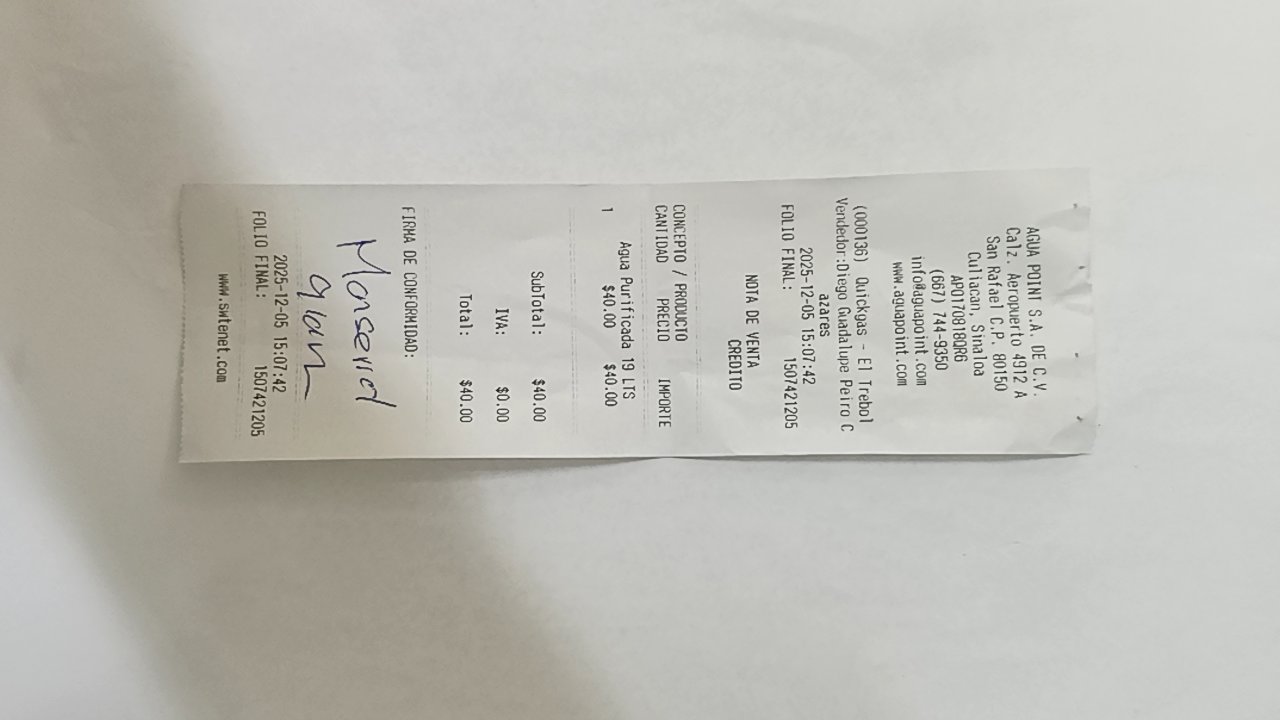 AGUA POINT S.A. DE C.V.
Calz. Aeropuerto 4912 A
San Rafael C.P. 80150
Culiacan, Sinaloa
APO170818QR6
(667) 744-9350
info@aguapoint.com
www.aguapoint.com
(000136) Quickgas - El Trebol
Vendedor:Diego Guadalupe Peiro C
azares
2025-12-05 15:07:42
FOLIO FINAL: 1507421205
NOTA DE VENTA
CREDITO
CONCEPTO / PRODUCTO
CANTIDAD PRECIO IMPORTE
Agua Purificada 19 LTS
1 $40.00 $40.00
SubTotal: $40.00
IVA: $0.00
Total: $40.00
FIRMA DE CONFORMIDAD:
2025-12-05 15:07:42
FOLIO FINAL: 1507421205
www.swtenet.com